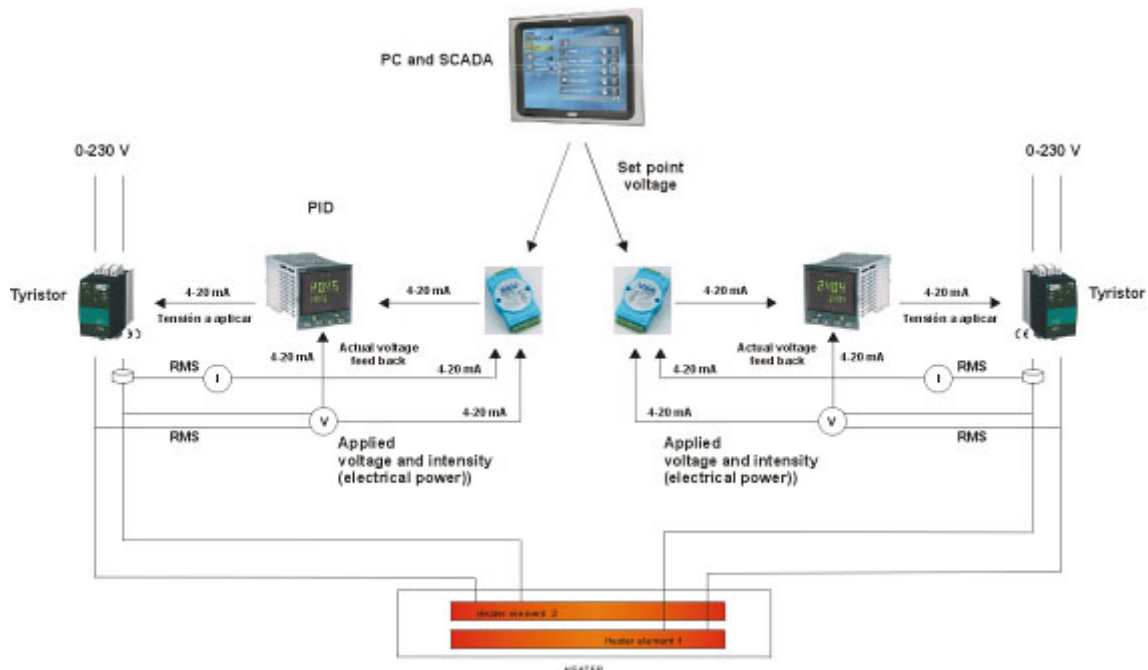 PC and SCADA
0-230 V
0-230 V
Set point
voltage
PID
Tyristor
4-20 mA
Tensión a aplicar
4-20 mA
4-20 mA
4-20 mA
Tensión a aplicar
Tyristor
RMS
I
4-20 mA
Actual voltage
feed back
4-20 mA
4-20 mA
Actual voltage
feed back
4-20 mA
I
RMS
4-20 mA
V
RMS
4-20 mA
V
RMS
Applied
voltage and intensity
(electrical power))
Applied
voltage and intensity
(electrical power))
Heater element 2
Heater element 1
HEATER